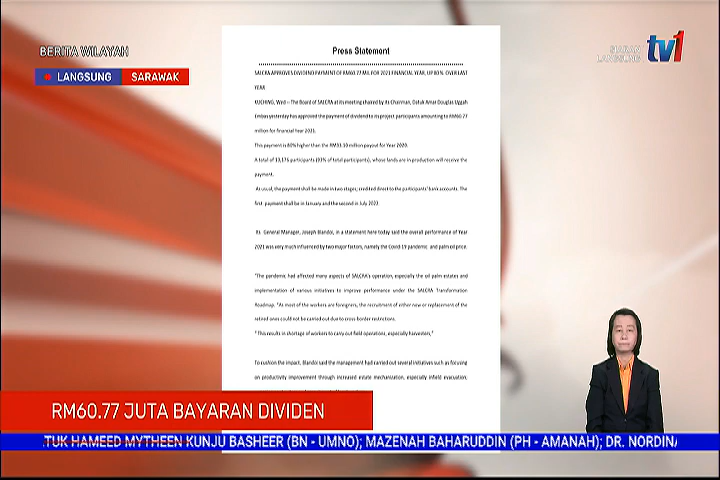 BERITA WILAYAH
LANGSUNG SARAWAK
SIARAN
LANGSUNG
tv1
Press Statement
SALCRA APPROVES DIVIDEND PAYMENT OF RM60.77 MIL FOR 2021 FINANCIAL YEAR, UP 80% OVER LAST
YEAR
KUCHING, Wed – The Board of SALCRA at its meeting chaired by its Chairman, Datuk Amar Douglas Uggah
Embas yesterday has approved the payment of dividend to its project participants amounting to RM60.77
million for financial Year 2021.
This payment is 80% higher than the million payout for Year 2020.
A total of participants (93% of total participants), whose lands are in production will receive the
payment.
As usual, the payment shall be made in two stages; credited direct to the participants' bank accounts. The
first payment shall be in January and the second in July 2022.
Its General Manager, Joseph Blandoi, in a statement here today said the overall performance of Year
2021 was very much influenced by two major factors, namely the Covid-19 pandemic and palm oil price.
"The pandemic had affected many aspects of SALCRA's operation, especially the oil palm estates and
implementation of various initiatives to improve performance under the SALCRA Transformation
Roadmap. "As most of the workers are foreigners, the recruitment of either new or replacement of the
retired ones could not be carried out due to cross border restrictions.
"This results in shortage of workers to carry out field operations, especially harvesters,"
To cushion the impact, Blandoi said the management had carried out several initiatives such as focusing
on productivity improvement through increased estate mechanization, especially infield evacuation,
RM60.77 JUTA BAYARAN DIVIDEN
TUK HAMEED MYTHEEN KUNJU BASHEER (BN - UMNO); MAZENAH BAHARUDDIN (PH - AMANAH); DR. NORDIN